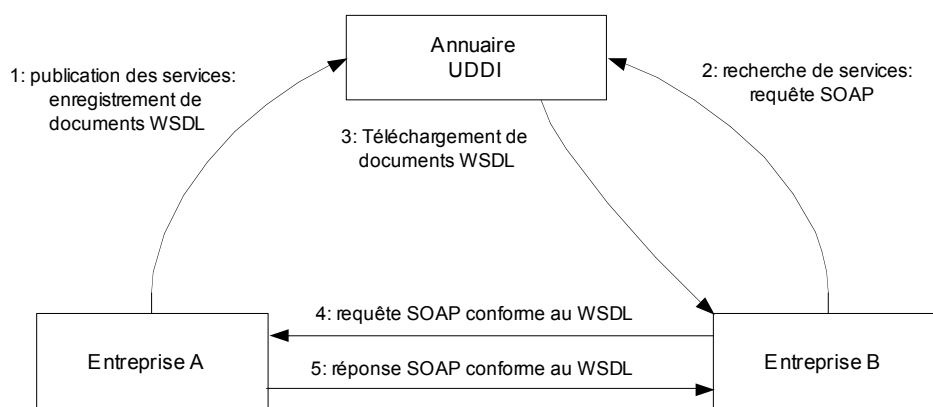 Annuaire
UDDI
1: publication des services:
enregistrement de
documents WSDL
2: recherche de services:
requête SOAP
3: Téléchargement de
documents WSDL
4: requête SOAP conforme au WSDL
Entreprise A
Entreprise B
5: réponse SOAP conforme au WSDL